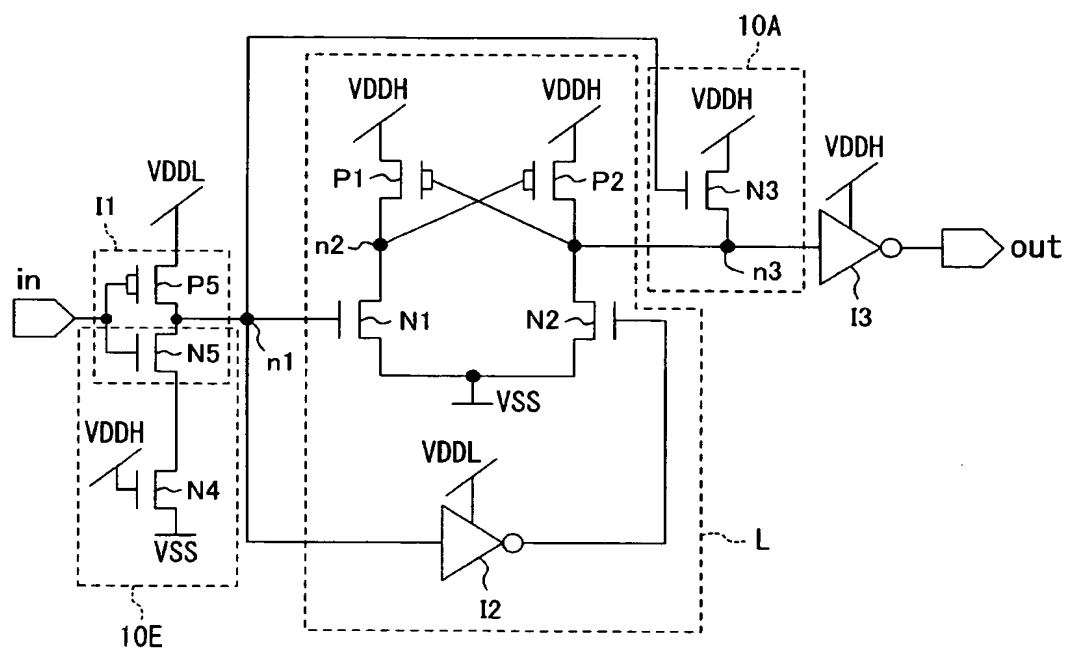 10A
VDDH
VDDH
VDDH
VDDH
VDDL
P1
P2
N3
I1
n2
in
P5
n3
out
I3
N1
N2
N5
n1
VSS
VDDH
VDDL
N4
VSS
L
I2
10E